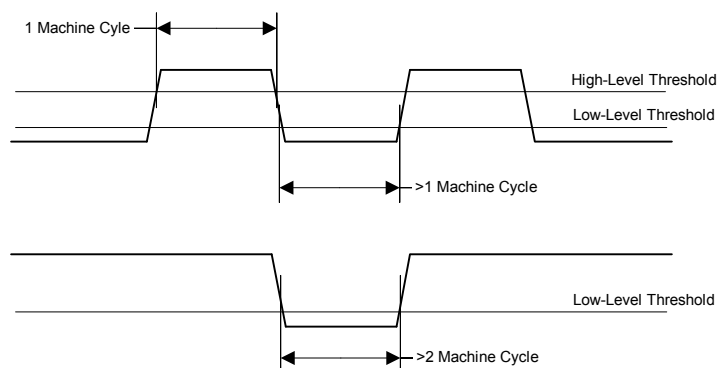 1 Machine Cyle
High-Level Threshold
Low-Level Threshold
>1 Machine Cycle
Low-Level Threshold
>2 Machine Cycle